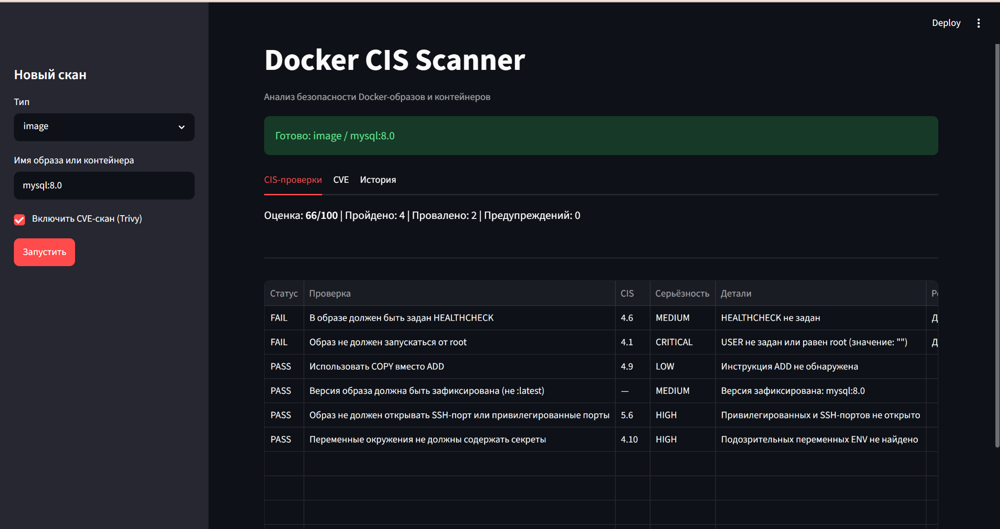 Deploy
Новый скан
Тип
image
Имя образа или контейнера
mysql:8.0
Включить CVE-скан (Trivy)
Запустить
Docker CIS Scanner
Анализ безопасности Docker-образов и контейнеров
Готово: image / mysql:8.0
CIS-проверки CVE История
Оценка: 66/100 | Пройдено: 4 | Провалено: 2 | Предупреждений: 0
Статус Проверка CIS Серьёзность Детали
FAIL В образе должен быть задан HEALTHCHECK 4.6 MEDIUM HEALTHCHECK не задан
FAIL Образ не должен запускаться от root 4.1 CRITICAL USER не задан или равен root (значение: "")
PASS Использовать COPY вместо ADD 4.9 LOW Инструкция ADD не обнаружена
PASS Версия образа должна быть зафиксирована (не :latest) — MEDIUM Версия зафиксирована: mysql:8.0
PASS Образ не должен открывать SSH-порт или привилегированные порты 5.6 HIGH Привилегированных и SSH-портов не открыто
PASS Переменные окружения не должны содержать секреты 4.10 HIGH Подозрительных переменных ENV не найдено